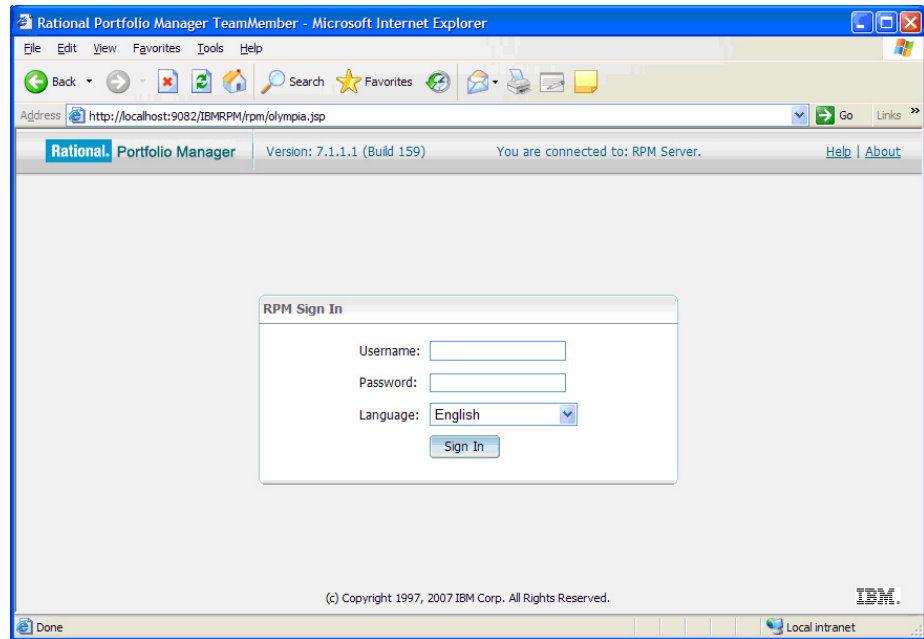 Rational Portfolio Manager TeamMember - Microsoft Internet Explorer
File Edit View Favorites Tools Help
Back Search Favorites
Address http://localhost:9082/IBMRPM/rpm/olympia.jsp Go Links »
Rational. Portfolio Manager Version: 7.1.1.1 (Build 159) You are connected to: RPM Server. Help | About
RPM Sign In
Username:
Password:
Language: English
Sign In
(c) Copyright 1997, 2007 IBM Corp. All Rights Reserved. IBM.
Done Local intranet